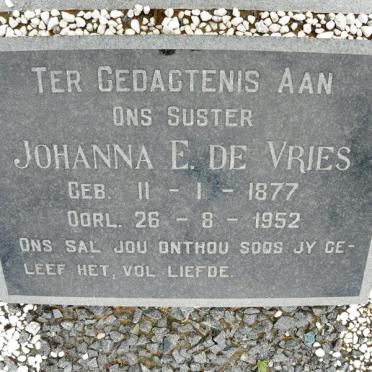 TER GEDAGTENIS AAN
ONS SUSTER
JOHANNA E. DE VRIES
GEB. 11 - 1 - 1877
OORL. 26 - 8 - 1952
ONS SAL JOU ONTHOU SOOS JY GE-
LEEF HET, VOL LIEFDE.